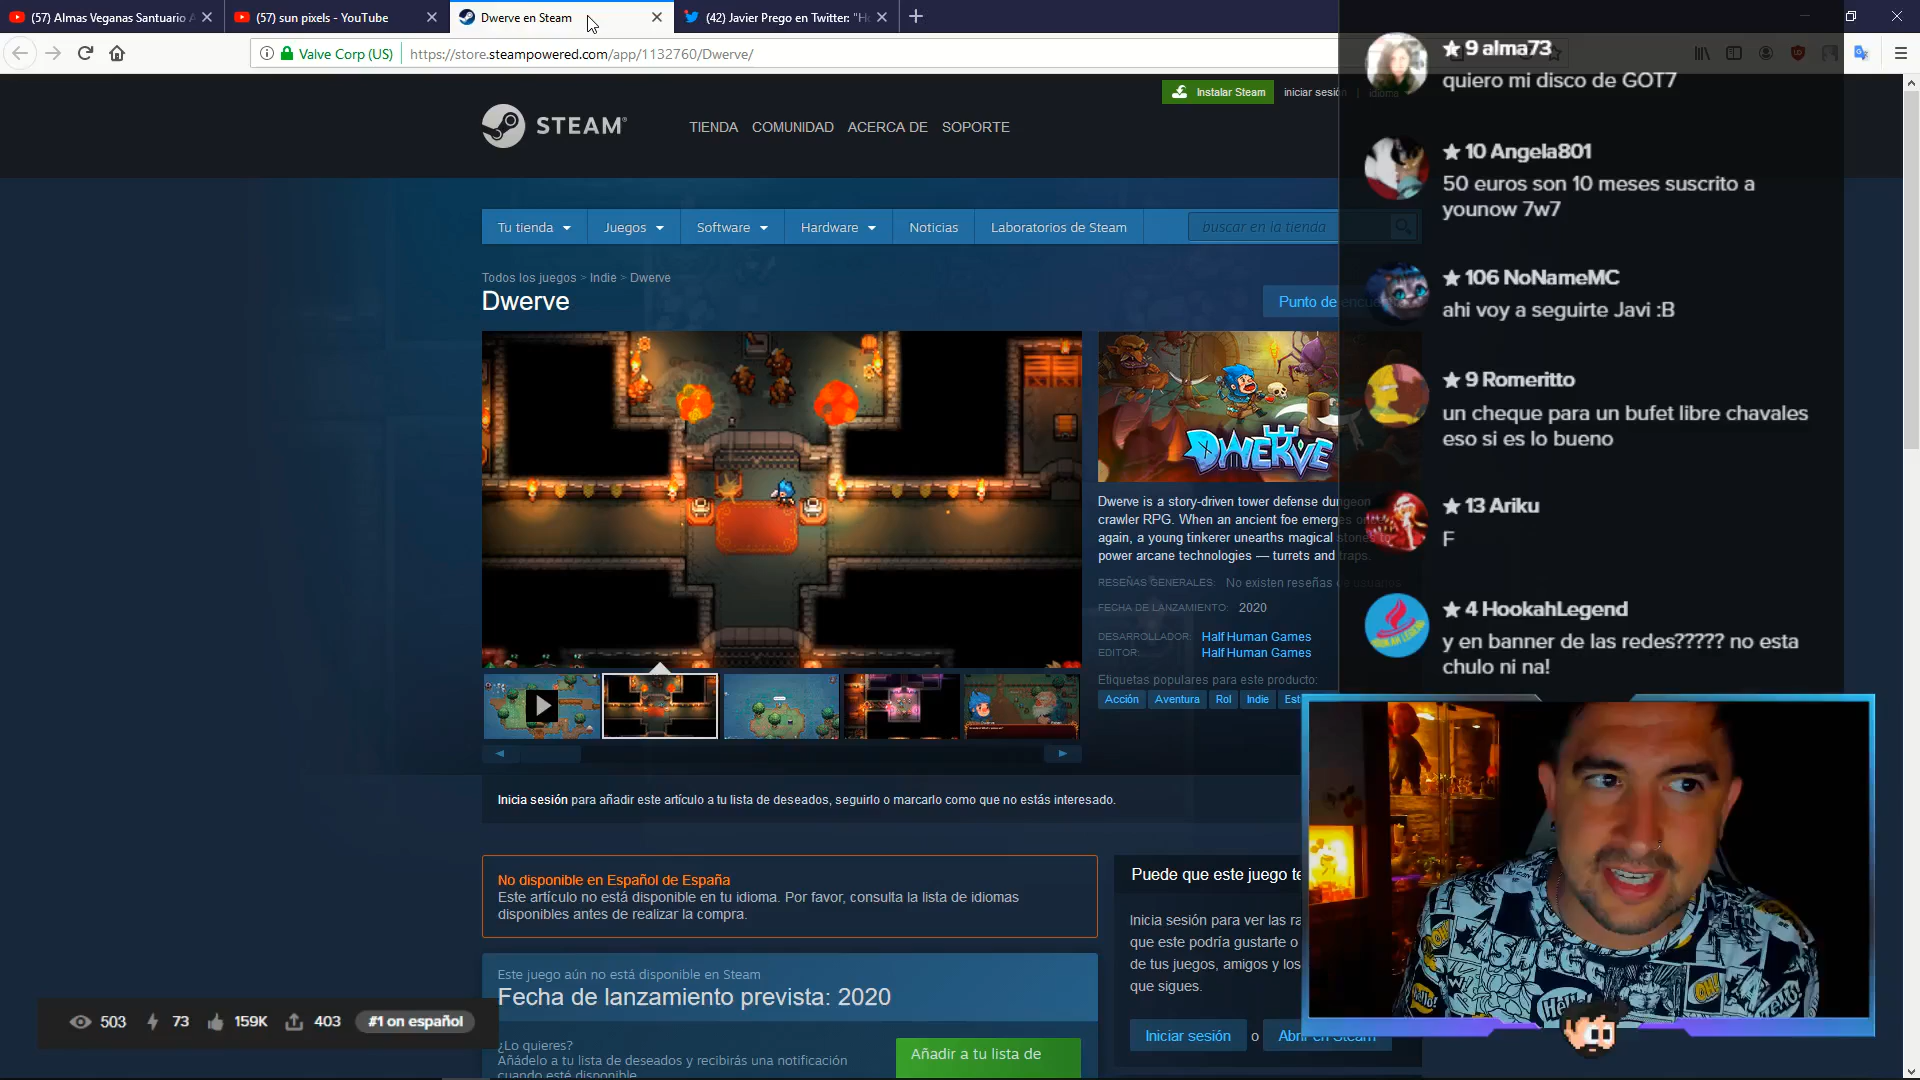 (57) Almas Veganas Santuario A
(57) sun pixels - YouTube
Dwerve en Steam
(42) Javier Prego en Twitter: "H
Valve Corp (US)
https://store.steampowered.com/app/1132760/Dwerve/
Instalar Steam
iniciar sesión
idioma
STEAM
TIENDA
COMUNIDAD
ACERCA DE
SOPORTE
Tu tienda
Juegos
Software
Hardware
Noticias
Laboratorios de Steam
buscar en la tienda
Todos los juegos > Indie > Dwerve
Dwerve
Punto de encue
DWERVE
Dwerve is a story-driven tower defense dungeon
crawler RPG. When an ancient foe emerges once
again, a young tinkerer unearths magical stones to
power arcane technologies — turrets and traps.
RESEÑAS GENERALES: No existen reseñas de usuarios
FECHA DE LANZAMIENTO: 2020
DESARROLLADOR: Half Human Games
EDITOR: Half Human Games
Etiquetas populares para este producto:
Acción
Aventura
Rol
Indie
Est
Inicia sesión para añadir este artículo a tu lista de deseados, seguirlo o marcarlo como que no estás interesado.
No disponible en Español de España
Este artículo no está disponible en tu idioma. Por favor, consulta la lista de idiomas
disponibles antes de realizar la compra.
Este juego aún no está disponible en Steam
Fecha de lanzamiento prevista: 2020
¿Lo quieres?
Añádelo a tu lista de deseados y recibirás una notificación
cuando esté disponible.
Añadir a tu lista de
Puede que este juego te
Inicia sesión para ver las ra
que este podría gustarte o
de tus juegos, amigos y los
que sigues.
Iniciar sesión
o
Abrir en Steam
★ 9 alma73
quiero mi disco de GOT7
★ 10 Angela801
50 euros son 10 meses suscrito a
younow 7w7
★ 106 NoNameMC
ahi voy a seguirte Javi :B
★ 9 Romeritto
un cheque para un bufet libre chavales
eso si es lo bueno
★ 13 Ariku
F
★ 4 HookahLegend
y en banner de las redes????? no esta
chulo ni na!
503
73
159K
403
#1 on español